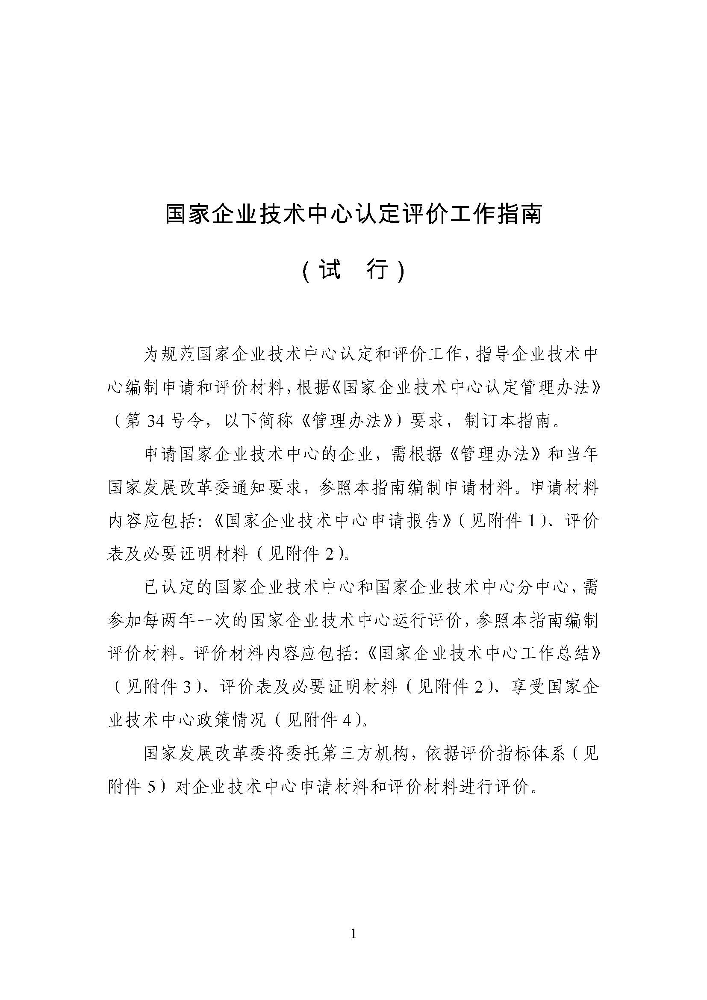 国家企业技术中心认定评价工作指南
（试　行）
为规范国家企业技术中心认定和评价工作，指导企业技术中
心编制申请和评价材料，根据《国家企业技术中心认定管理办法》
（第 34 号令，以下简称《管理办法》）要求，制订本指南。
申请国家企业技术中心的企业，需根据《管理办法》和当年
国家发展改革委通知要求，参照本指南编制申请材料。申请材料
内容应包括：《国家企业技术中心申请报告》（见附件 1）、评价
表及必要证明材料（见附件 2）。
已认定的国家企业技术中心和国家企业技术中心分中心，需
参加每两年一次的国家企业技术中心运行评价，参照本指南编制
评价材料。评价材料内容应包括：《国家企业技术中心工作总结》
（见附件 3）、评价表及必要证明材料（见附件 2）、享受国家企
业技术中心政策情况（见附件 4）。
国家发展改革委将委托第三方机构，依据评价指标体系（见
附件 5）对企业技术中心申请材料和评价材料进行评价。
1